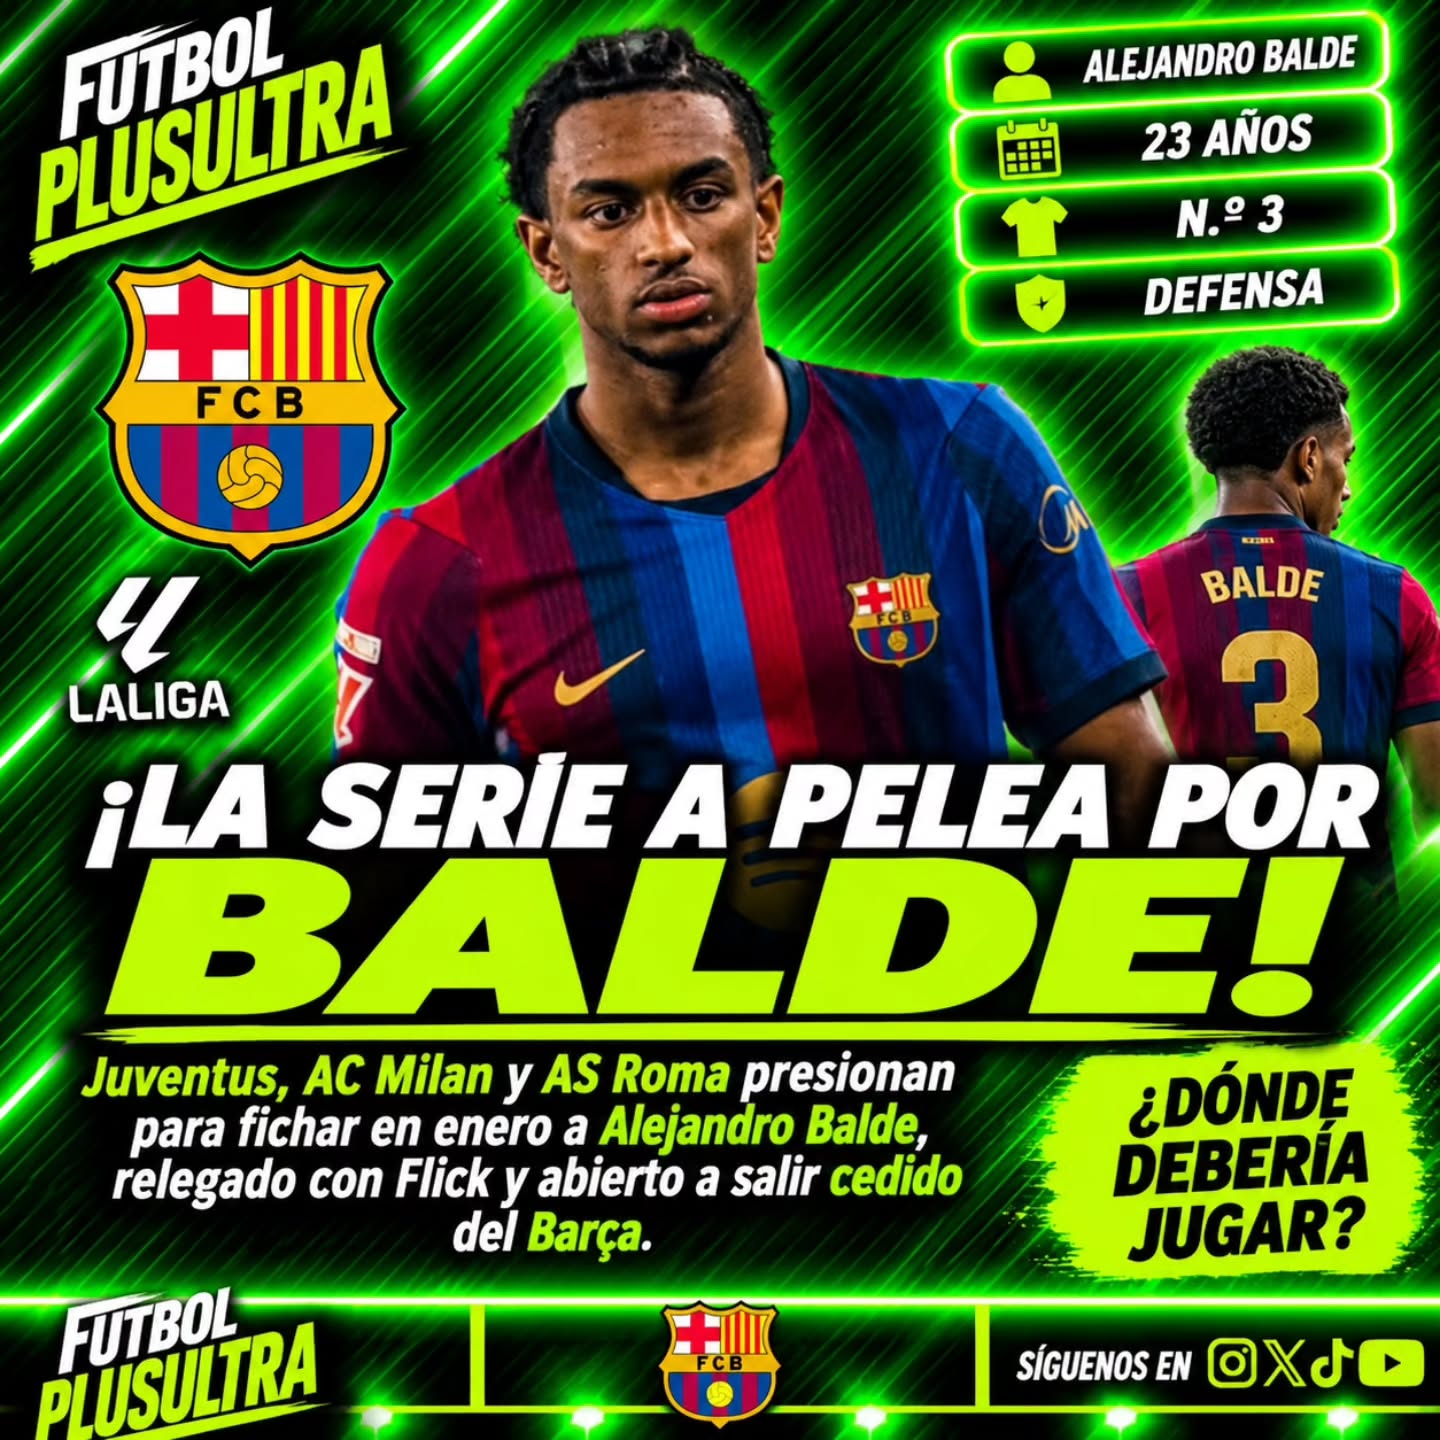 FUTBOL
PLUSULTRA
ALEJANDRO BALDE
23 AÑOS
N.º 3
DEFENSA
FCB
LALIGA
FCB
BALDE
3
¡LA SERÍE A PELEA POR
BALDE!
Juventus, AC Milan y AS Roma presionan
para fichar en enero a Alejandro Balde,
relegado con Flick y abierto a salir cedido
del Barça.
¿DÓNDE
DEBERÍA
JUGAR?
FUTBOL
PLUSULTRA
FCB
SÍGUENOS EN